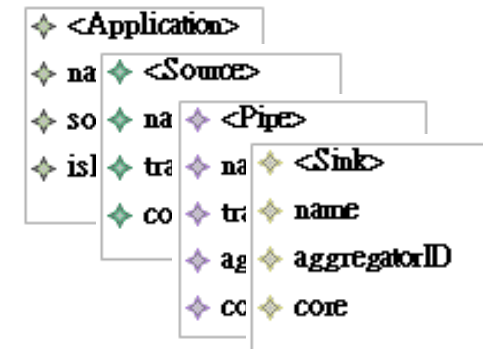 <Application>
na
so
isl
<Source>
na
tra
co
<Pipe>
na
tra
ag
co
<Sink>
name
aggregatorID
core